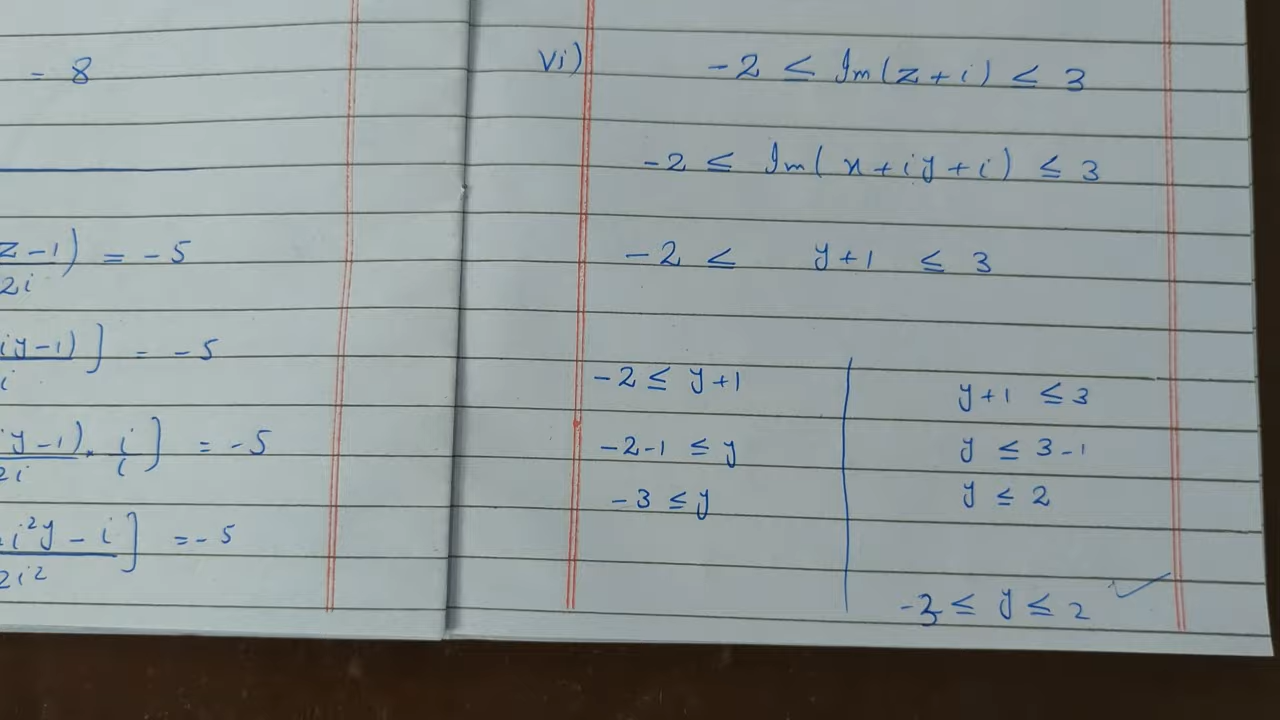 - 8
z-1) = -5
2i
iy-1)] = -5
i
iy-1) . i] = -5
2i i
i²y - i] = -5
2i²
vi) -2 ≤ Im(z+i) ≤ 3
-2 ≤ Im(x+iy+i) ≤ 3
-2 ≤ y+1 ≤ 3
-2 ≤ y+1
-2-1 ≤ y
-3 ≤ y
y+1 ≤ 3
y ≤ 3-1
y ≤ 2
-3 ≤ y ≤ 2 ✓